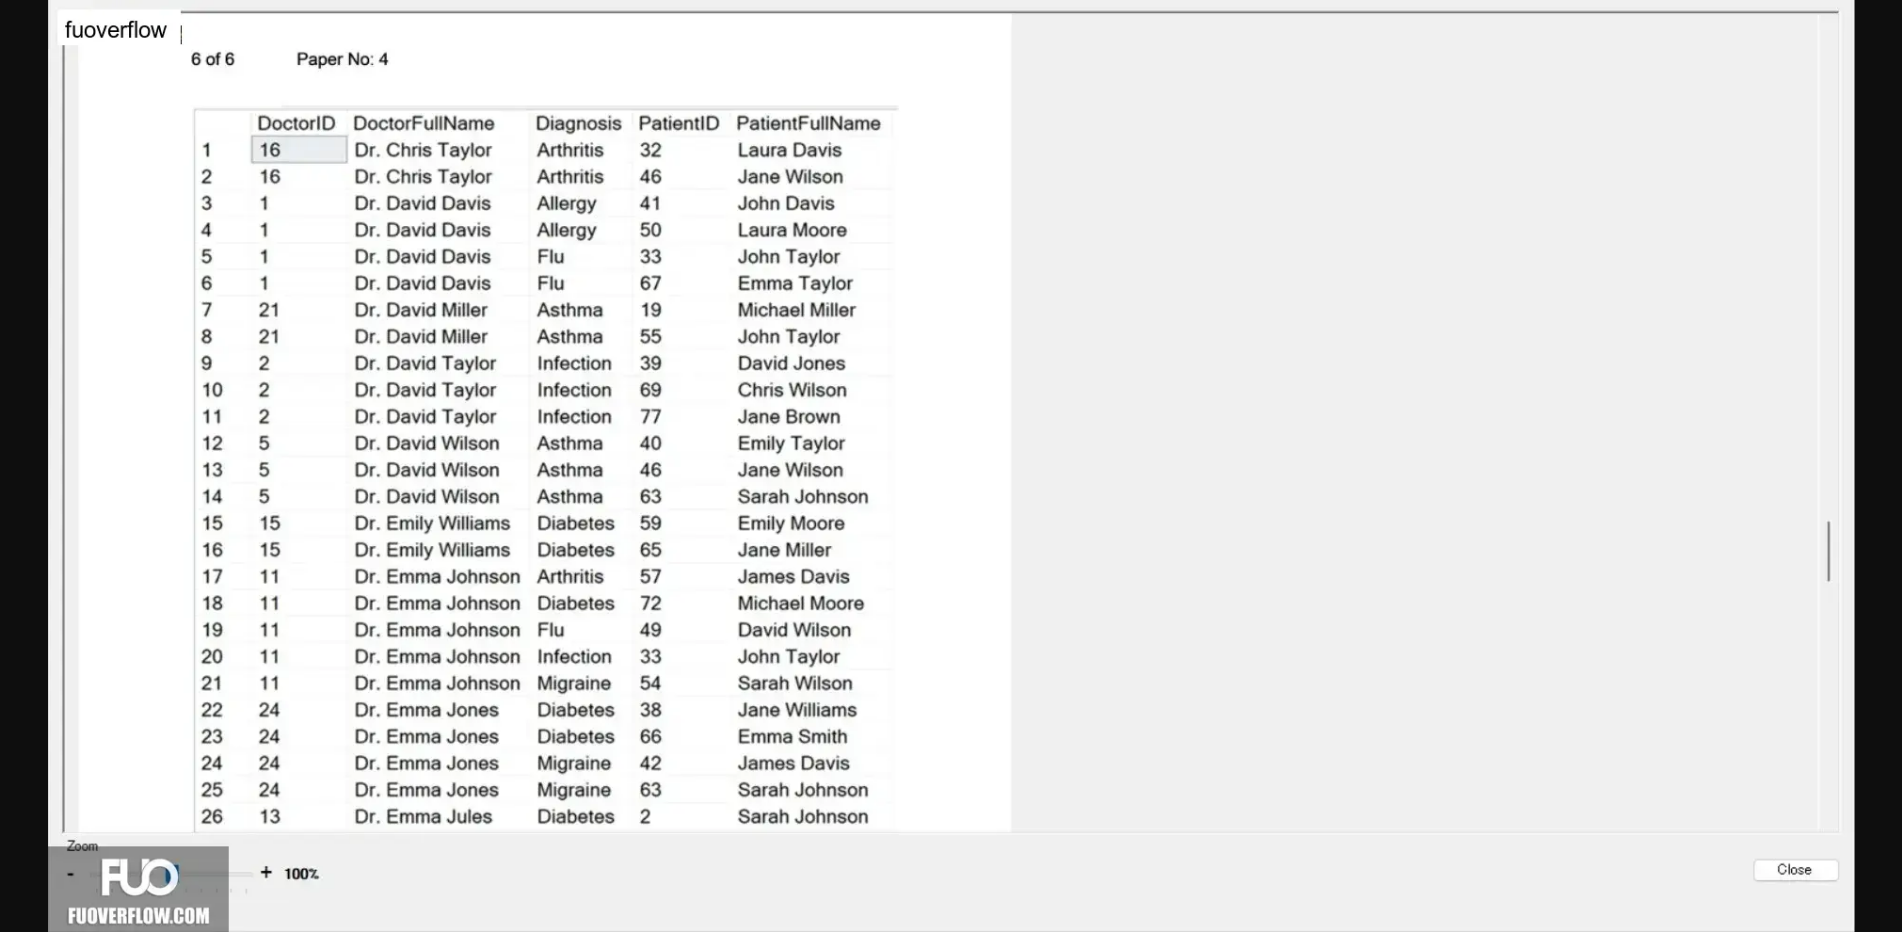 fuoverflow
6 of 6 Paper No: 4
DoctorID DoctorFullName Diagnosis PatientID PatientFullName
1 16 Dr. Chris Taylor Arthritis 32 Laura Davis
2 16 Dr. Chris Taylor Arthritis 46 Jane Wilson
3 1 Dr. David Davis Allergy 41 John Davis
4 1 Dr. David Davis Allergy 50 Laura Moore
5 1 Dr. David Davis Flu 33 John Taylor
6 1 Dr. David Davis Flu 67 Emma Taylor
7 21 Dr. David Miller Asthma 19 Michael Miller
8 21 Dr. David Miller Asthma 55 John Taylor
9 2 Dr. David Taylor Infection 39 David Jones
10 2 Dr. David Taylor Infection 69 Chris Wilson
11 2 Dr. David Taylor Infection 77 Jane Brown
12 5 Dr. David Wilson Asthma 40 Emily Taylor
13 5 Dr. David Wilson Asthma 46 Jane Wilson
14 5 Dr. David Wilson Asthma 63 Sarah Johnson
15 15 Dr. Emily Williams Diabetes 59 Emily Moore
16 15 Dr. Emily Williams Diabetes 65 Jane Miller
17 11 Dr. Emma Johnson Arthritis 57 James Davis
18 11 Dr. Emma Johnson Diabetes 72 Michael Moore
19 11 Dr. Emma Johnson Flu 49 David Wilson
20 11 Dr. Emma Johnson Infection 33 John Taylor
21 11 Dr. Emma Johnson Migraine 54 Sarah Wilson
22 24 Dr. Emma Jones Diabetes 38 Jane Williams
23 24 Dr. Emma Jones Diabetes 66 Emma Smith
24 24 Dr. Emma Jones Migraine 42 James Davis
25 24 Dr. Emma Jones Migraine 63 Sarah Johnson
26 13 Dr. Emma Jules Diabetes 2 Sarah Johnson
Zoom
- + 100%
Close
FUO
FUOVERFLOW.COM